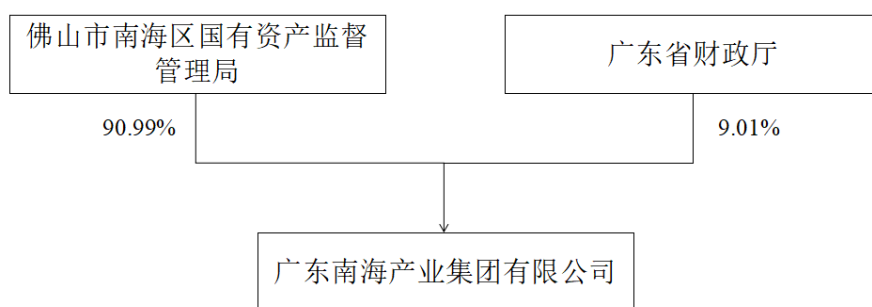 佛山市南海区国有资产监督
管理局
广东省财政厅
90.99%
9.01%
广东南海产业集团有限公司